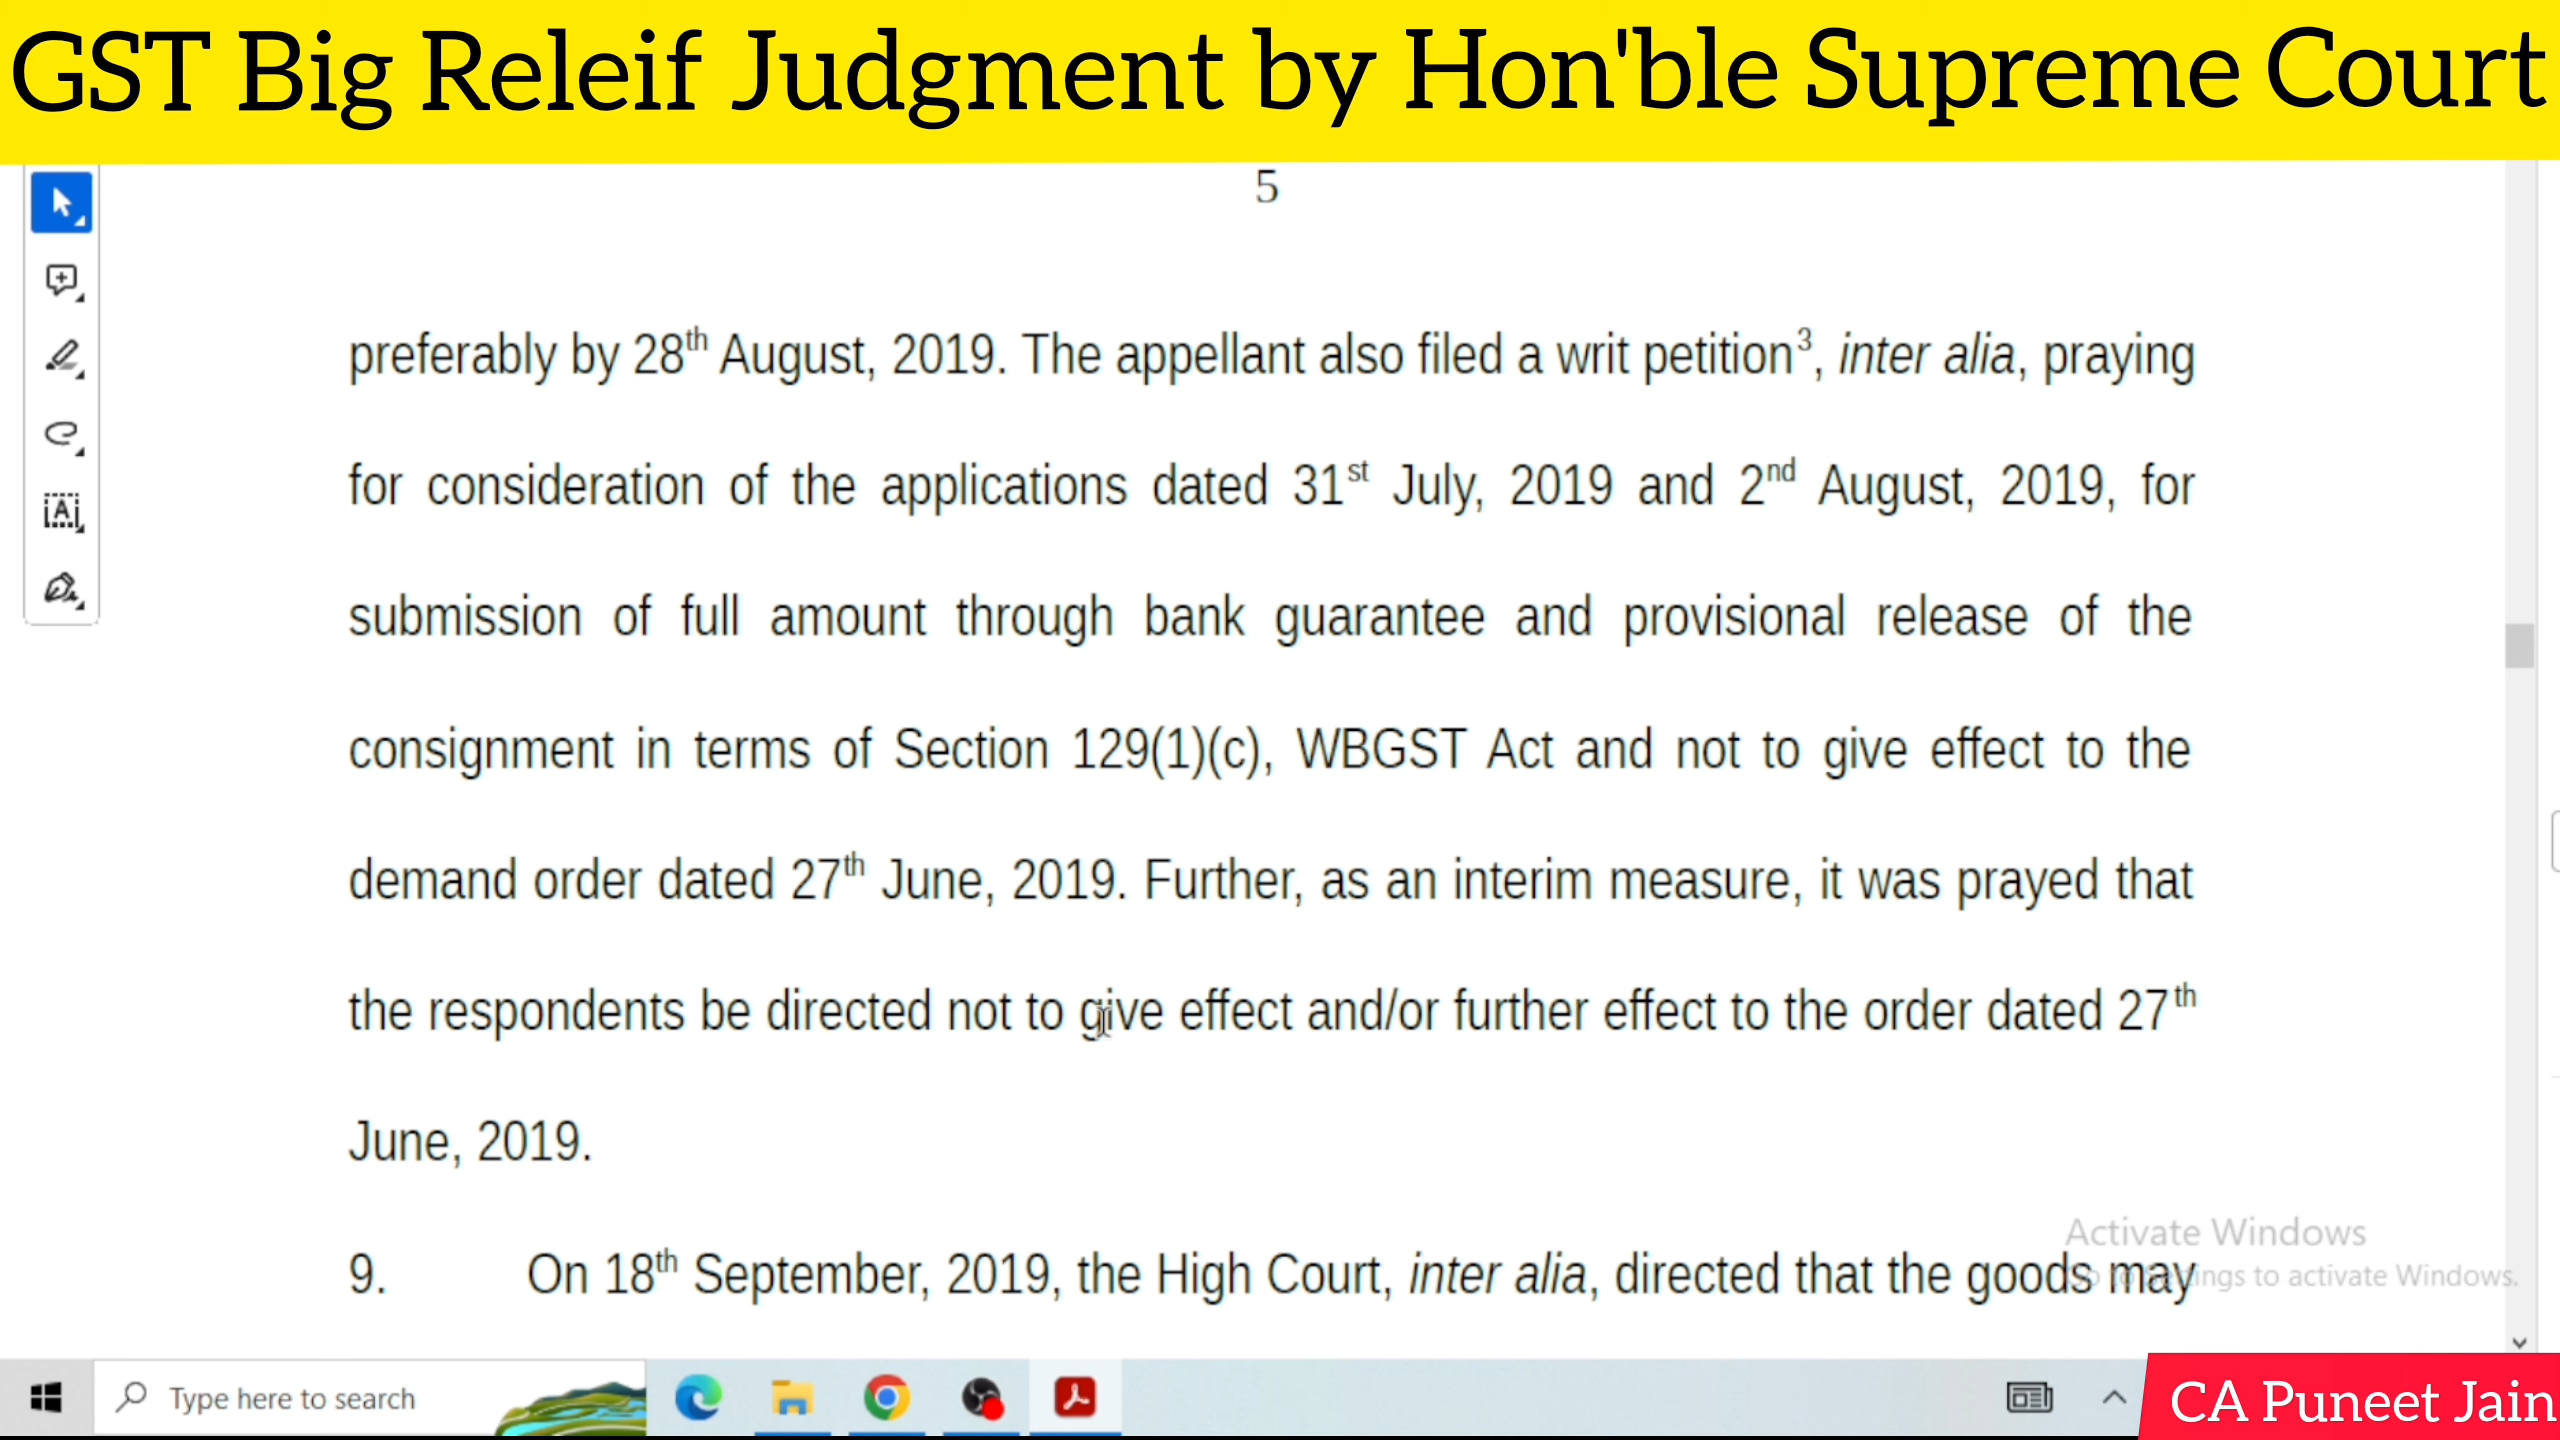 GST Big Releif Judgment by Hon'ble Supreme Court
5
preferably by 28th August, 2019. The appellant also filed a writ petition3, inter alia, praying
for consideration of the applications dated 31st July, 2019 and 2nd August, 2019, for
submission of full amount through bank guarantee and provisional release of the
consignment in terms of Section 129(1)(c), WBGST Act and not to give effect to the
demand order dated 27th June, 2019. Further, as an interim measure, it was prayed that
the respondents be directed not to give effect and/or further effect to the order dated 27th
June, 2019.
Activate Windows
9. On 18th September, 2019, the High Court, inter alia, directed that the goods may
Go to Settings to activate Windows.
Type here to search
CA Puneet Jain